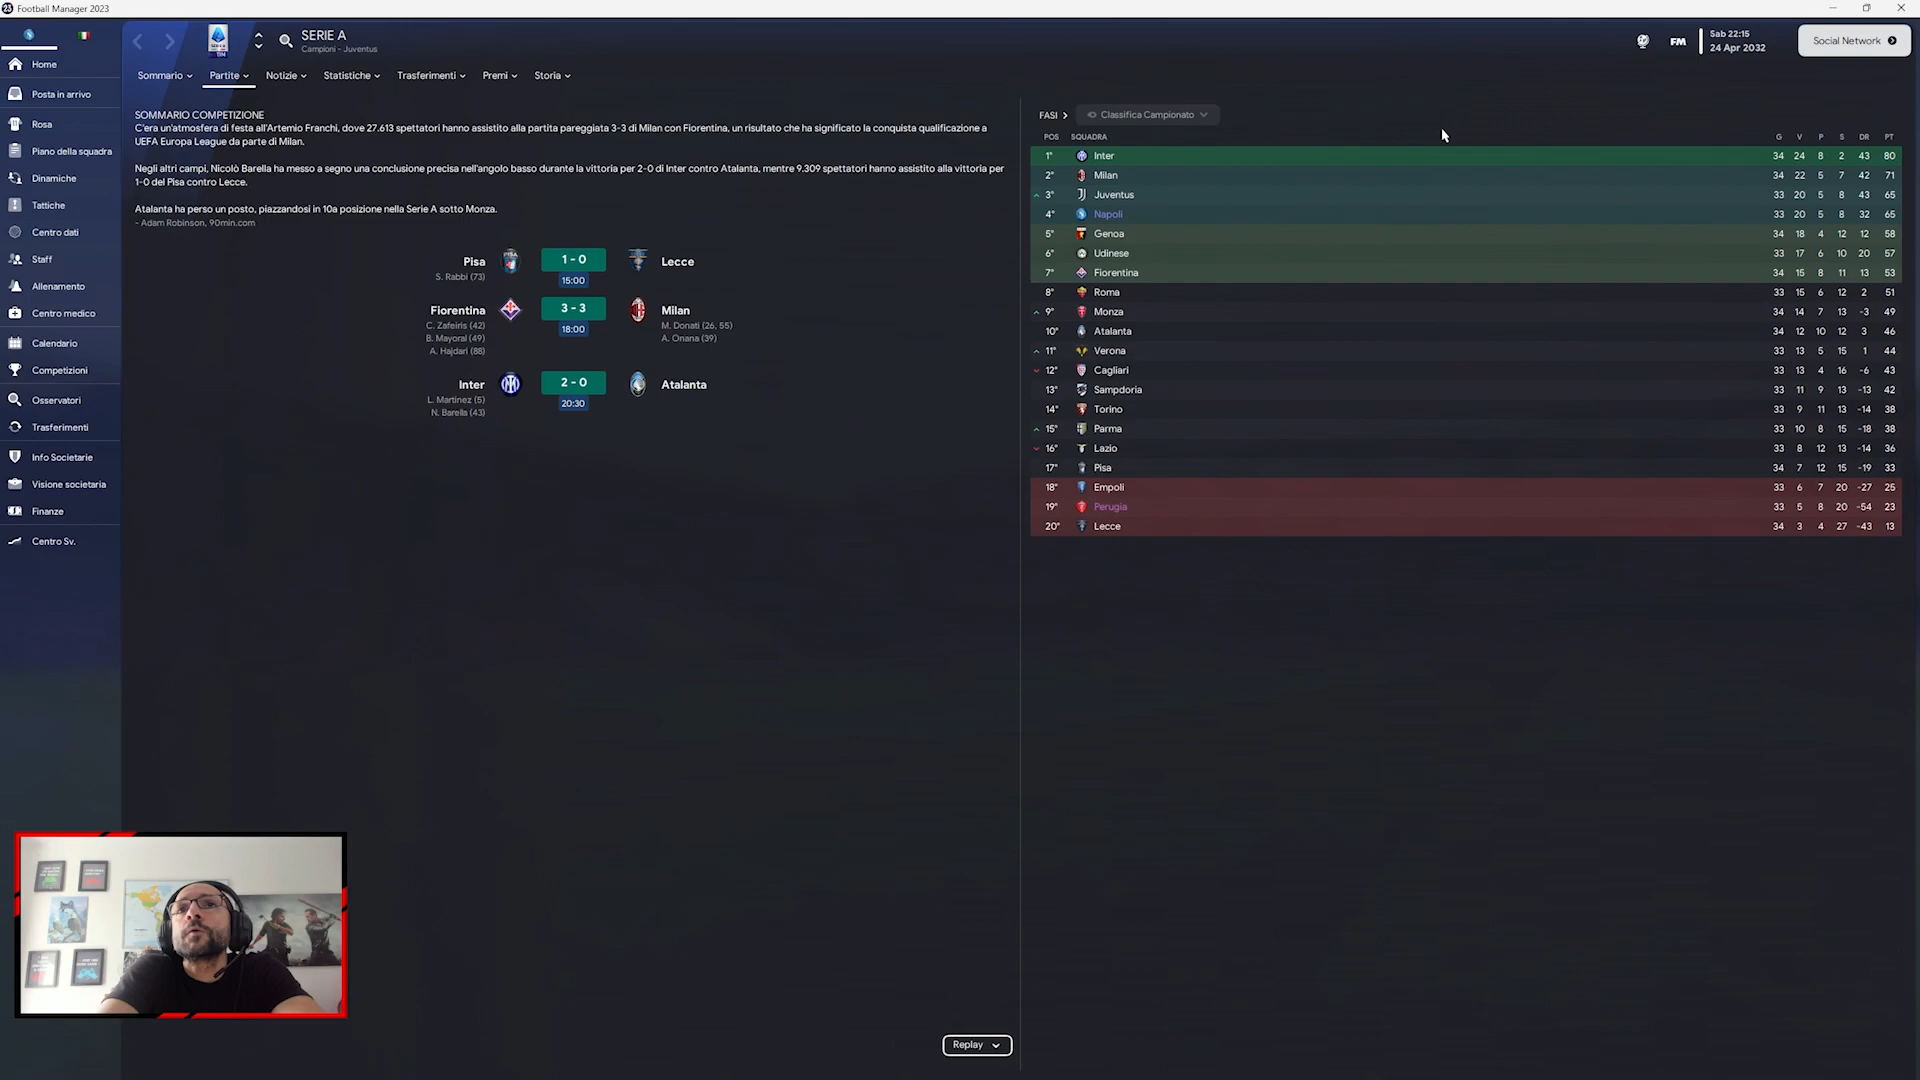 Football Manager 2023
SERIE A
Campioni - Juventus
FM
Sab 22:15
24 Apr 2032
Social Network
Sommario
Partite
Notizie
Statistiche
Trasferimenti
Premi
Storia
Home
Posta in arrivo
Rosa
Piano della squadra
Dinamiche
Tattiche
Centro dati
Staff
Allenamento
Centro medico
Calendario
Competizioni
Osservatori
Trasferimenti
Info Societarie
Visione societaria
Finanze
Centro Sv.
SOMMARIO COMPETIZIONE
C'era un'atmosfera di festa all'Artemio Franchi, dove 27.613 spettatori hanno assistito alla partita pareggiata 3-3 di Milan con Fiorentina, un risultato che ha significato la conquista qualificazione a
UEFA Europa League da parte di Milan.
Negli altri campi, Nicolò Barella ha messo a segno una conclusione precisa nell'angolo basso durante la vittoria per 2-0 di Inter contro Atalanta, mentre 9.309 spettatori hanno assistito alla vittoria per
1-0 del Pisa contro Lecce.
Atalanta ha perso un posto, piazzandosi in 10a posizione nella Serie A sotto Monza.
- Adam Robinson, 90min.com
Pisa 1 - 0 Lecce
S. Rabbi (73)
15:00
Fiorentina 3 - 3 Milan
C. Zafeiris (42) 18:00 M. Donati (26, 55)
B. Mayoral (49) A. Onana (39)
A. Hajdari (88)
Inter 2 - 0 Atalanta
L. Martinez (5) 20:30
N. Barella (43)
Replay
FASI
Classifica Campionato
POS SQUADRA G V P S DR PT
1° Inter 34 24 8 2 43 80
2° Milan 34 22 5 7 42 71
3° Juventus 33 20 5 8 43 65
4° Napoli 33 20 5 8 32 65
5° Genoa 34 18 4 12 12 58
6° Udinese 33 17 6 10 20 57
7° Fiorentina 34 15 8 11 13 53
8° Roma 33 15 6 12 2 51
9° Monza 34 14 7 13 -3 49
10° Atalanta 34 12 10 12 3 46
11° Verona 33 13 5 15 1 44
12° Cagliari 33 13 4 16 -6 43
13° Sampdoria 33 11 9 13 -13 42
14° Torino 33 9 11 13 -14 38
15° Parma 33 10 8 15 -18 38
16° Lazio 33 8 12 13 -14 36
17° Pisa 34 7 12 15 -19 33
18° Empoli 33 6 7 20 -27 25
19° Perugia 33 5 8 20 -54 23
20° Lecce 34 3 4 27 -43 13